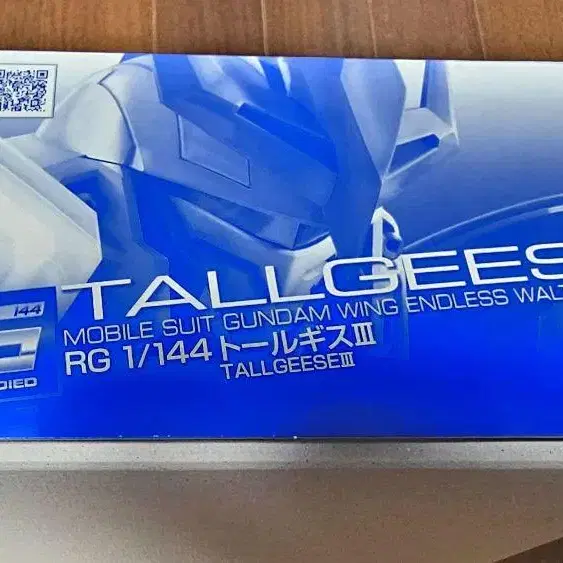 TALLGEES
MOBILE SUIT GUNDAM WING ENDLESS WALT
144
RG 1/144 トールギスIII
TALLGEESEIII
DIED